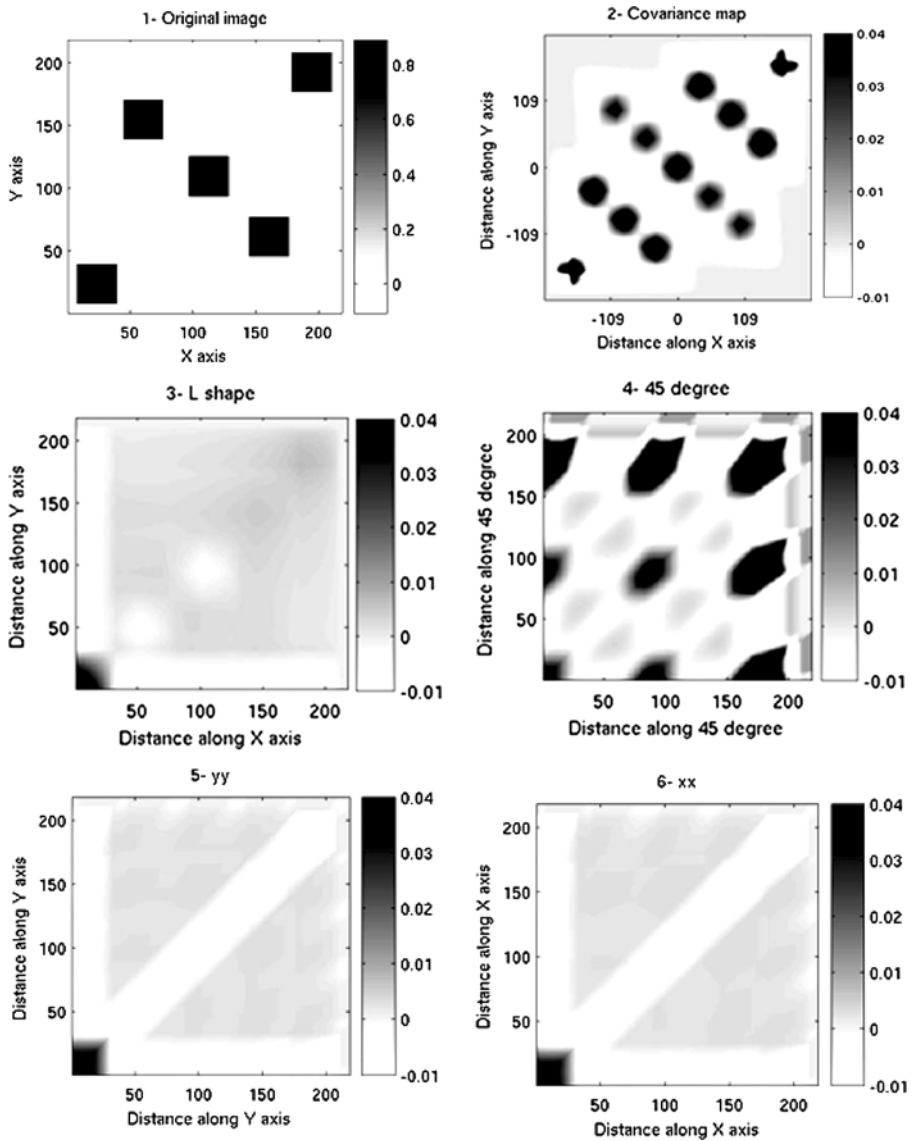 1- Original image
200
150
100
50
50 100 150 200
Y axis
X axis
0.8
0.6
0.4
0.2
0
2- Covariance map
109
0
-109
-109 0 109
Distance along Y axis
Distance along X axis
0.04
0.03
0.02
0.01
0
-0.01
3- L shape
200
150
100
50
50 100 150 200
Distance along Y axis
Distance along X axis
0.04
0.03
0.02
0.01
0
-0.01
4- 45 degree
200
150
100
50
50 100 150 200
Distance along 45 degree
Distance along 45 degree
0.04
0.03
0.02
0.01
0
-0.01
5- yy
200
150
100
50
50 100 150 200
Distance along Y axis
Distance along Y axis
0.04
0.03
0.02
0.01
0
-0.01
6- xx
200
150
100
50
50 100 150 200
Distance along X axis
Distance along X axis
0.04
0.03
0.02
0.01
0
-0.01